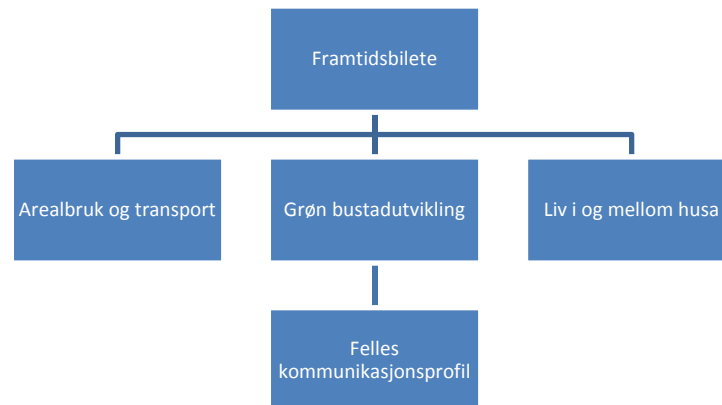 Framtidsbilete
Arealbruk og transport
Grøn bustadutvikling
Liv i og mellom husa
Felles
kommunikasjonsprofil